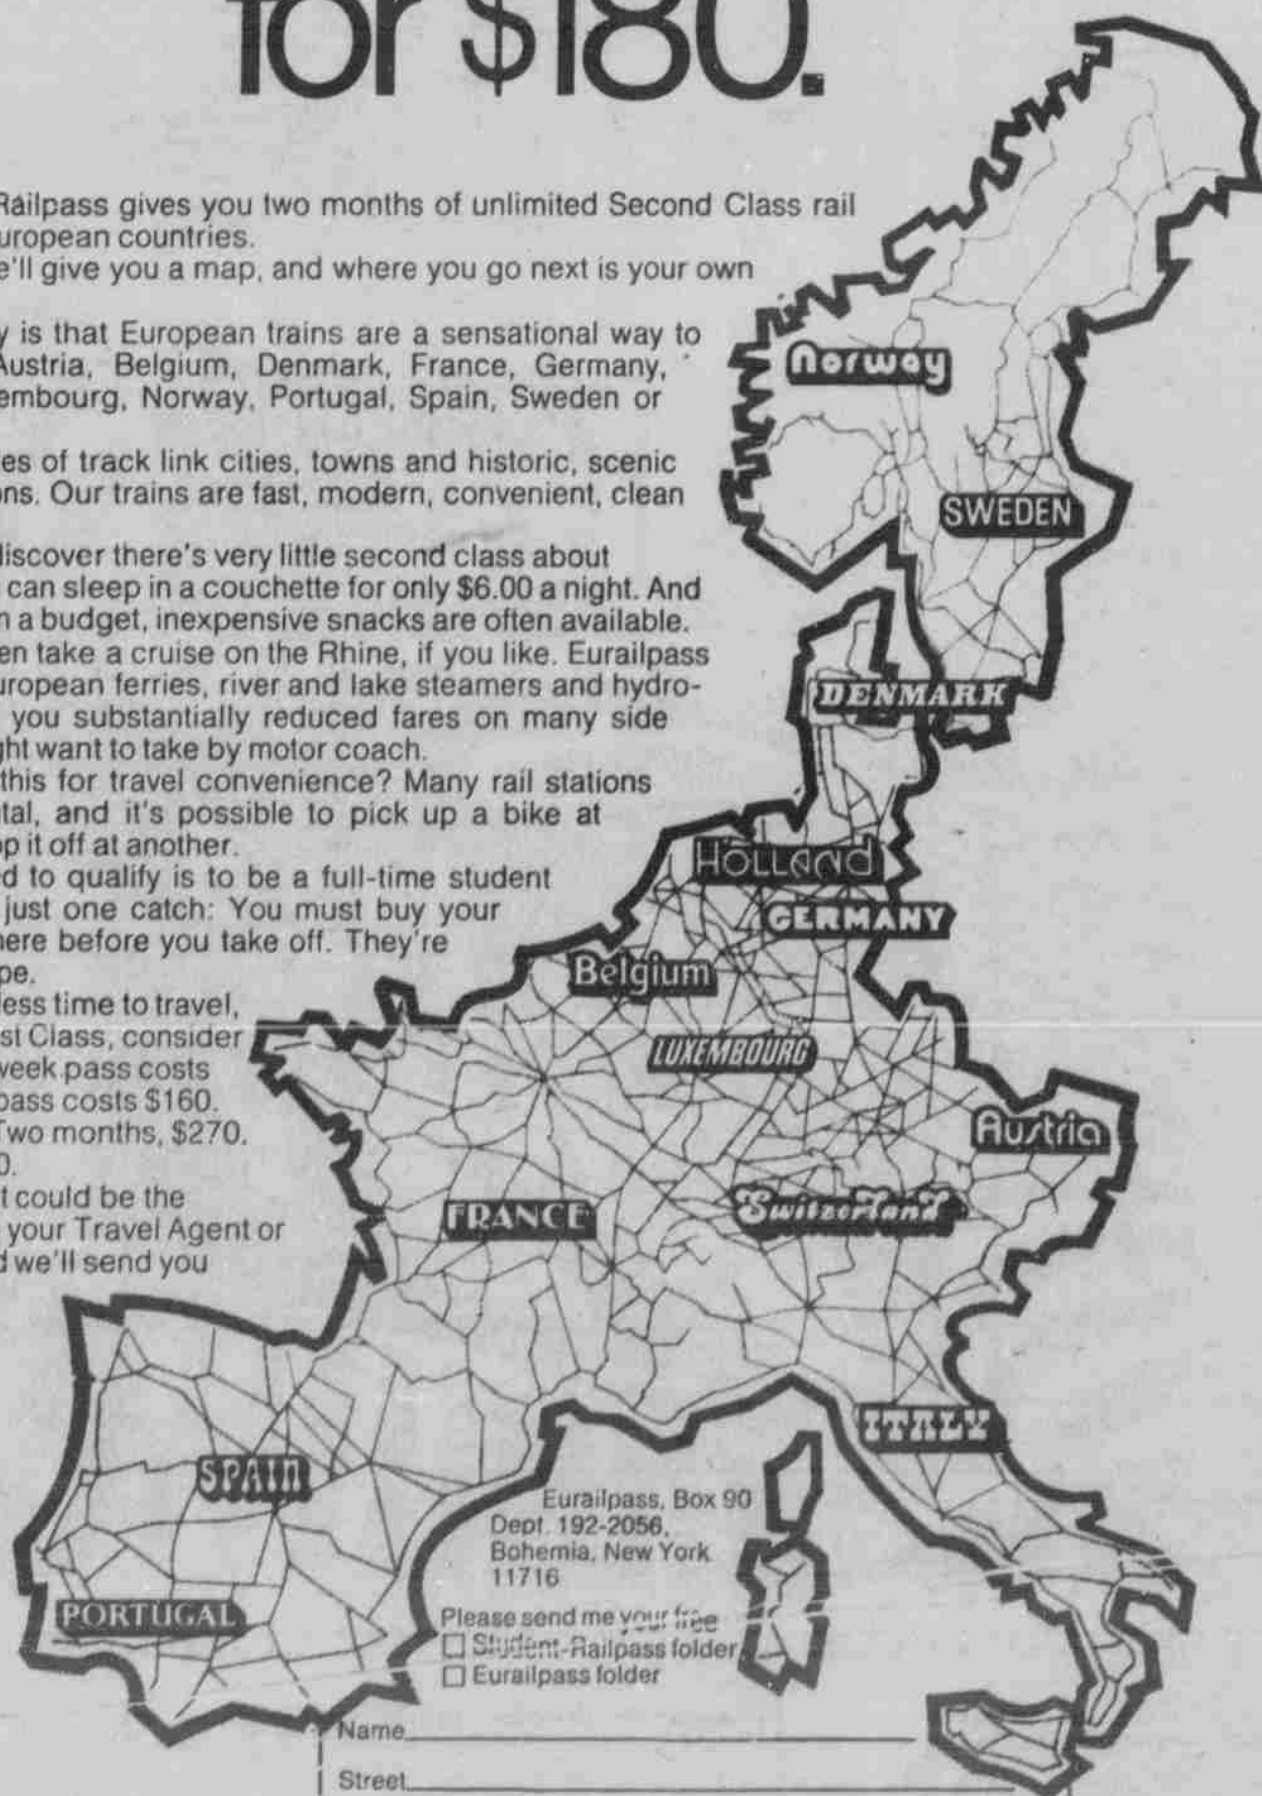 for $180.
Railpass gives you two months of unlimited Second Class rail
uropean countries.
e'll give you a map, and where you go next is your own
y is that European trains are a sensational way to
Austria, Belgium, Denmark, France, Germany,
embourg, Norway, Portugal, Spain, Sweden or
es of track link cities, towns and historic, scenic
ons. Our trains are fast, modern, convenient, clean
discover there's very little second class about
can sleep in a couchette for only $6.00 a night. And
n a budget, inexpensive snacks are often available.
en take a cruise on the Rhine, if you like. Eurailpass
uropean ferries, river and lake steamers and hydro-
you substantially reduced fares on many side
ght want to take by motor coach.
this for travel convenience? Many rail stations
tal, and it's possible to pick up a bike at
op it off at another.
d to qualify is to be a full-time student
just one catch: You must buy your
here before you take off. They're
pe.
less time to travel,
st Class, consider
week pass costs
pass costs $160.
Two months, $270.
0.
t could be the
your Travel Agent or
d we'll send you
Norway
SWEDEN
DENMARK
HOLLAND
GERMANY
Belgium
LUXEMBOURG
Austria
FRANCE
Switzerland
ITALY
SPAIN
PORTUGAL
Eurailpass, Box 90
Dept. 192-2056,
Bohemia, New York
11716
Please send me your free
☐ Student-Railpass folder
☐ Eurailpass folder
Name
Street